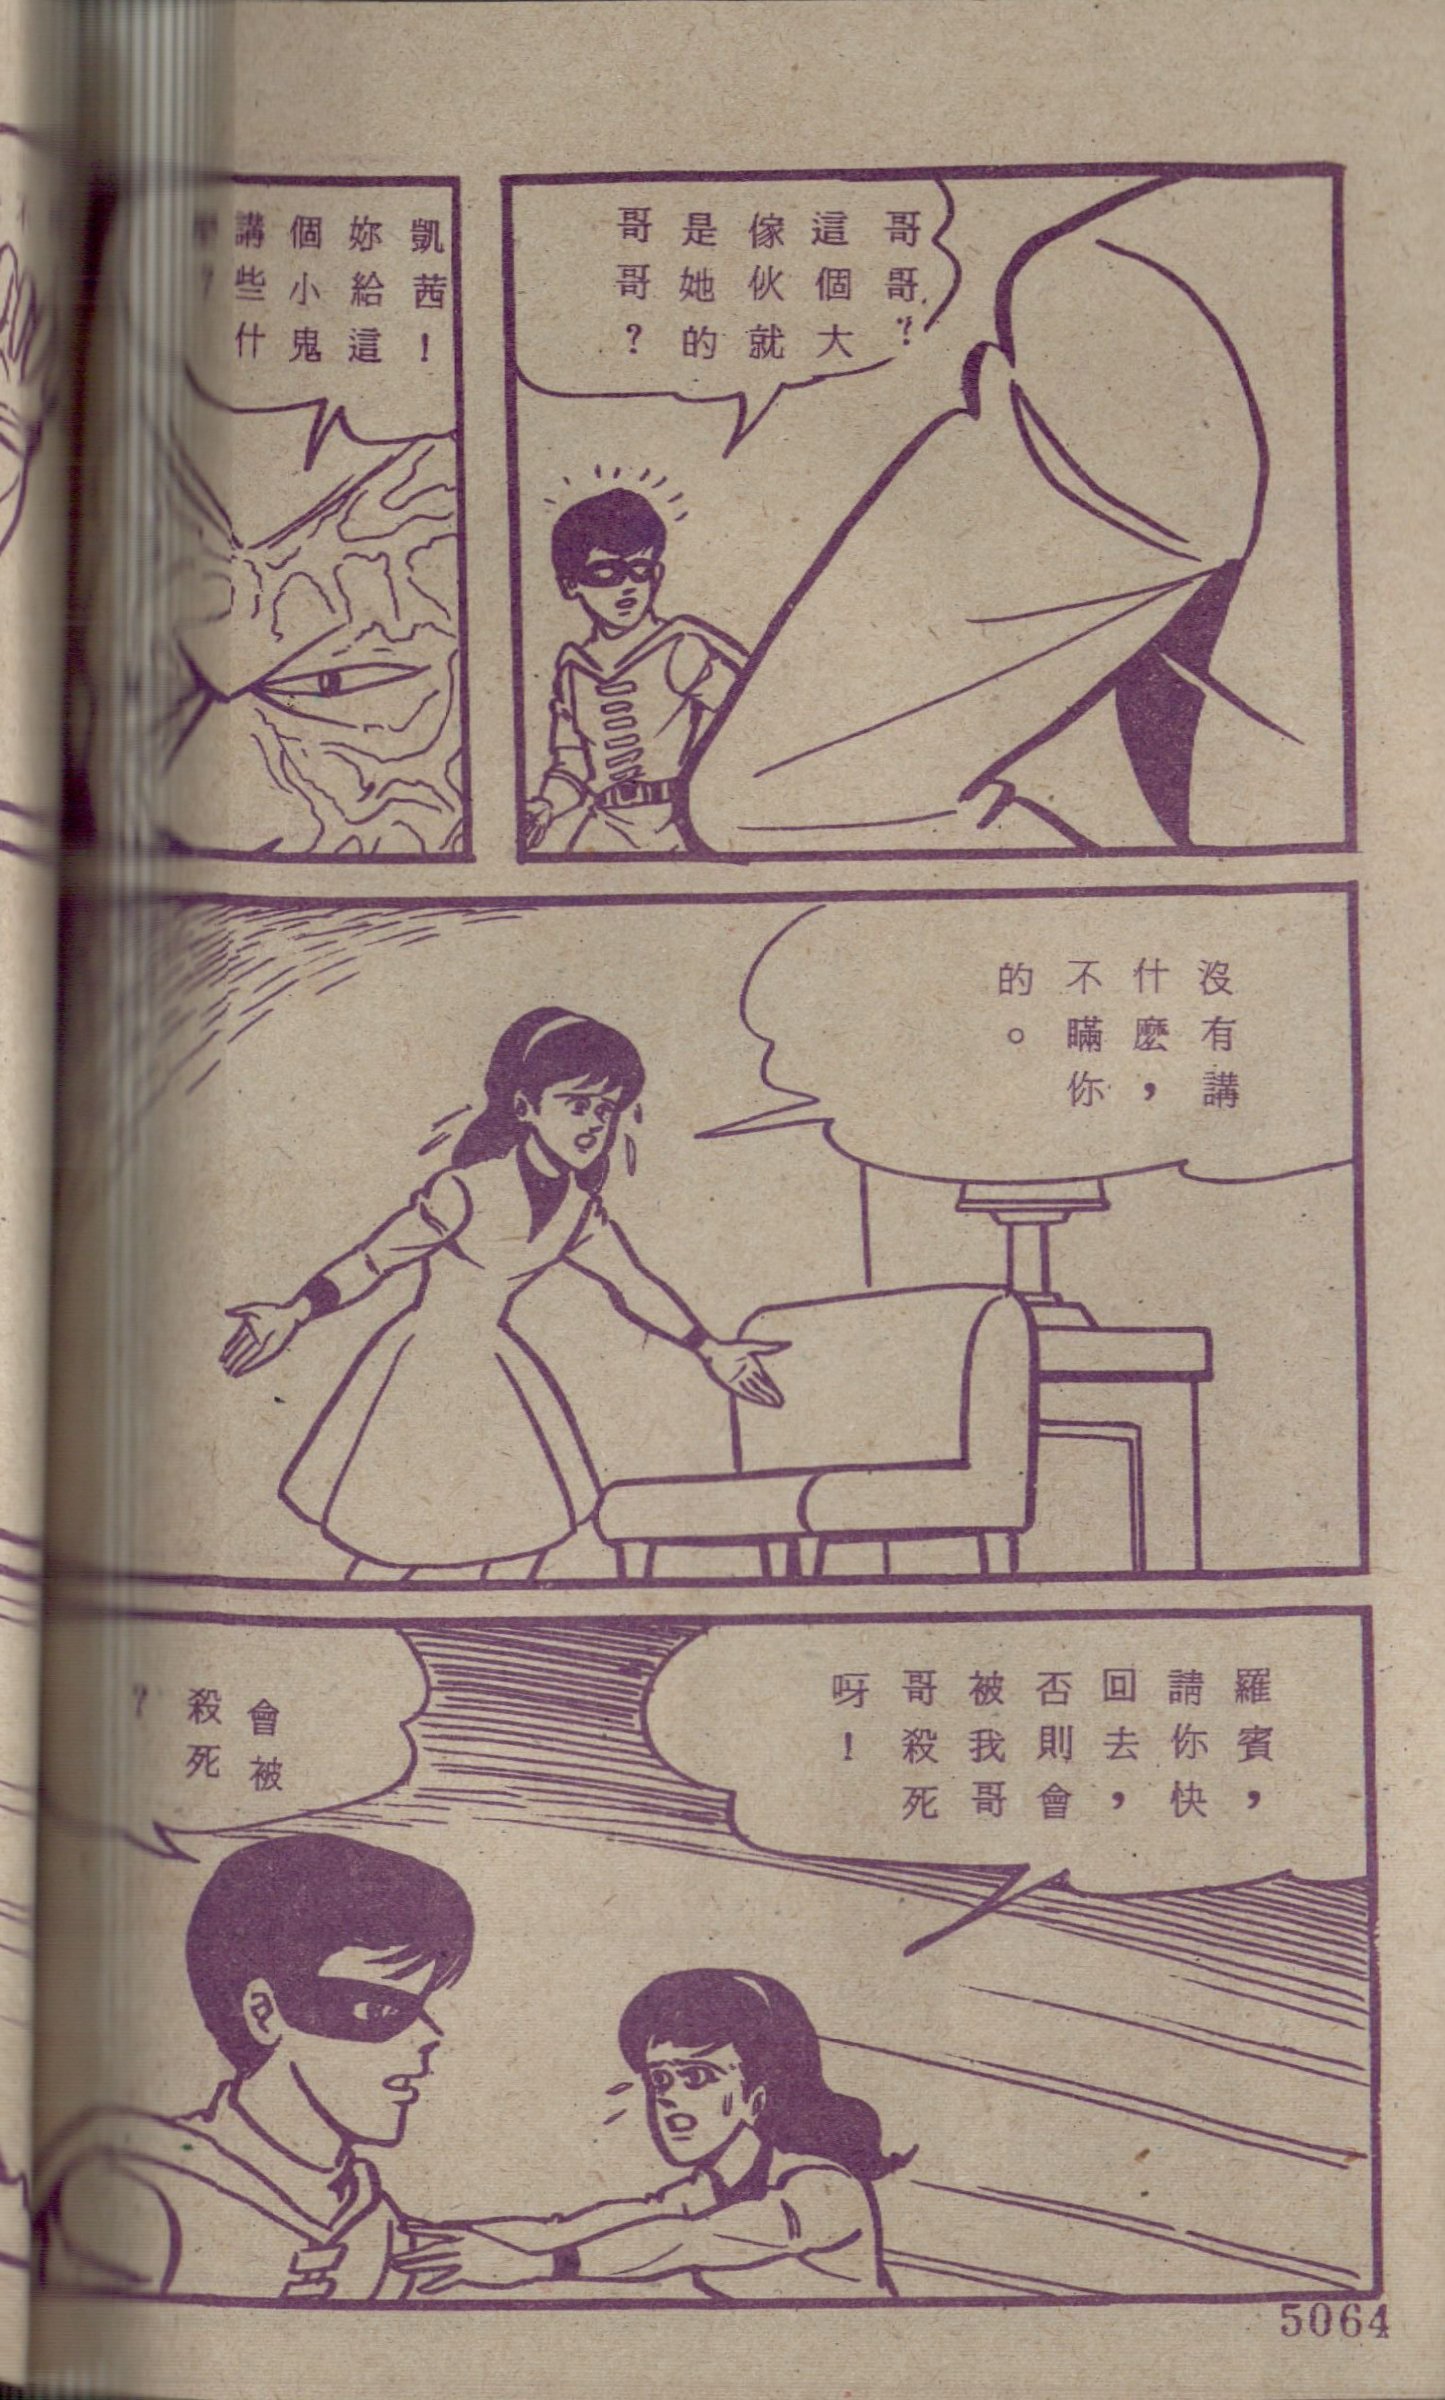 哥哥？
這個大
傢伙就
是她的
哥哥？
凱茜！
妳給這
個小鬼
講些什
？
沒有講
什麼，
不瞞你
的。
羅賓，
請你快
回去，
否則會
被我哥
哥殺死
呀！
會被
殺死
？
5064